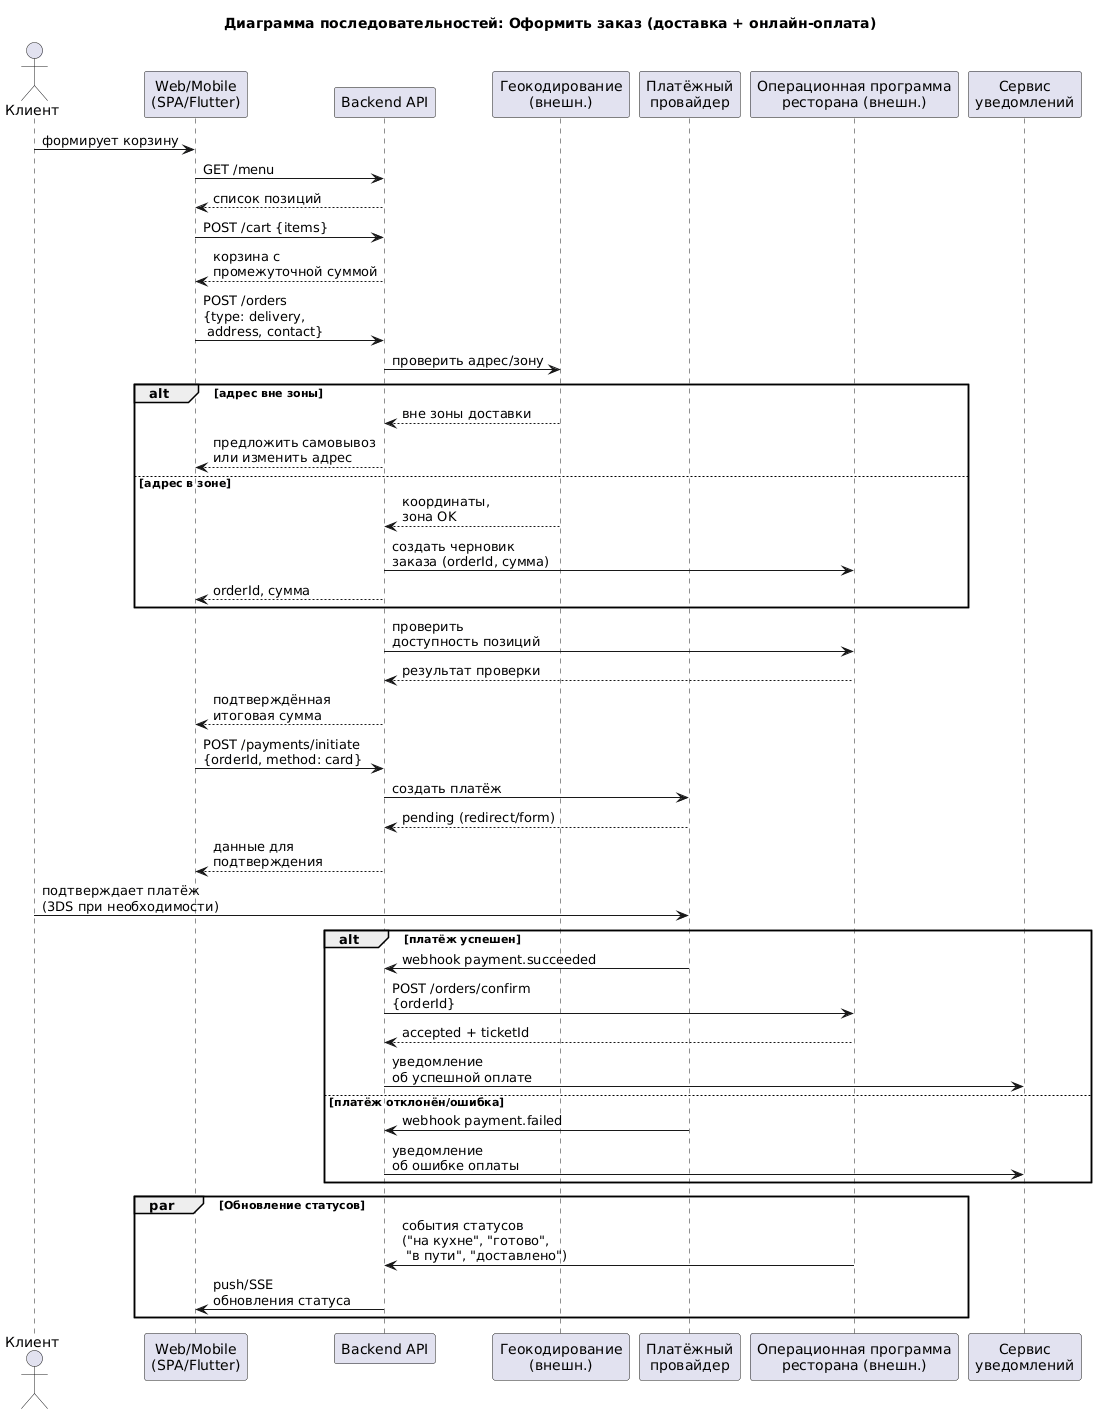 Диаграмма последовательностей: Оформить заказ (доставка + онлайн-оплата)
Клиент
Web/Mobile
(SPA/Flutter)
Backend API
Геокодирование
(внешн.)
Платёжный
провайдер
Операционная программа
ресторана (внешн.)
Сервис
уведомлений
формирует корзину
GET /menu
список позиций
POST /cart {items}
корзина с
промежуточной суммой
POST /orders
{type: delivery,
address, contact}
проверить адрес/зону
alt
[адрес вне зоны]
вне зоны доставки
предложить самовывоз
или изменить адрес
[адрес в зоне]
координаты,
зона OK
создать черновик
заказа (orderId, сумма)
orderId, сумма
проверить
доступность позиций
результат проверки
подтверждённая
итоговая сумма
POST /payments/initiate
{orderId, method: card}
создать платёж
pending (redirect/form)
данные для
подтверждения
подтверждает платёж
(3DS при необходимости)
alt
[платёж успешен]
webhook payment.succeeded
POST /orders/confirm
{orderId}
accepted + ticketId
уведомление
об успешной оплате
[платёж отклонён/ошибка]
webhook payment.failed
уведомление
об ошибке оплаты
par
[Обновление статусов]
события статусов
("на кухне", "готово",
"в пути", "доставлено")
push/SSE
обновления статуса
Клиент
Web/Mobile
(SPA/Flutter)
Backend API
Геокодирование
(внешн.)
Платёжный
провайдер
Операционная программа
ресторана (внешн.)
Сервис
уведомлений